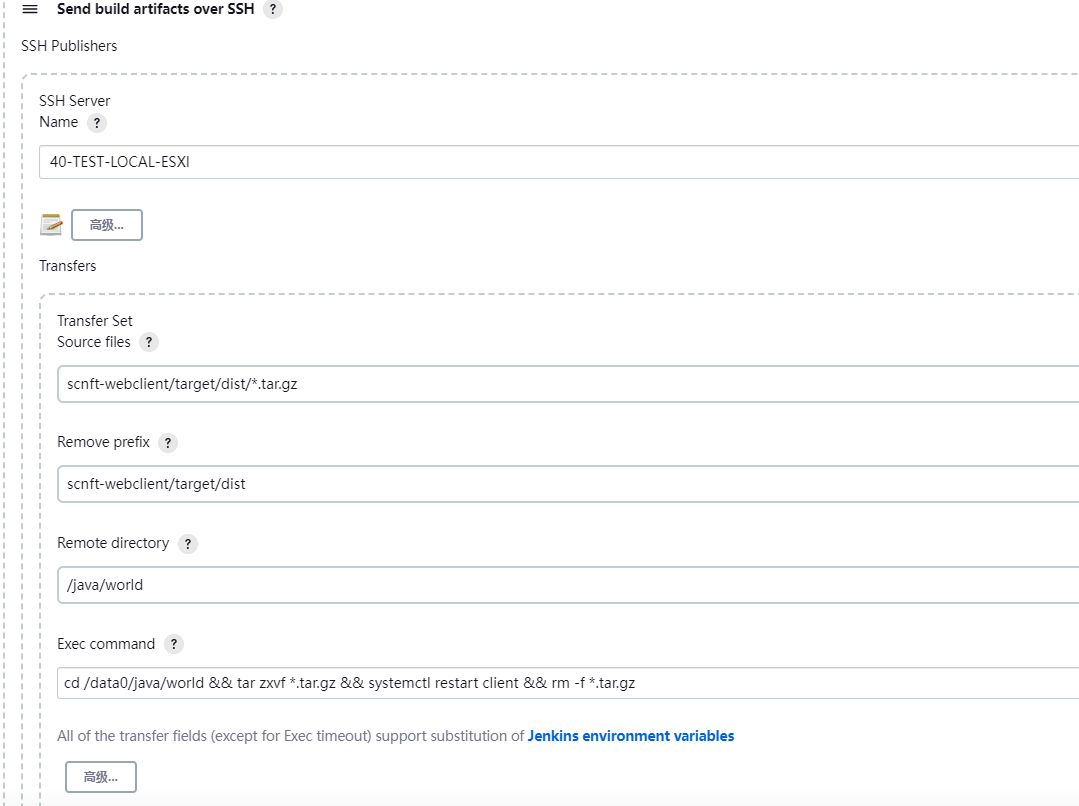 Send build artifacts over SSH ?
SSH Publishers
SSH Server
Name ?
40-TEST-LOCAL-ESXI
高级...
Transfers
Transfer Set
Source files ?
scnft-webclient/target/dist/*.tar.gz
Remove prefix ?
scnft-webclient/target/dist
Remote directory ?
/java/world
Exec command ?
cd /data0/java/world && tar zxvf *.tar.gz && systemctl restart client && rm -f *.tar.gz
All of the transfer fields (except for Exec timeout) support substitution of Jenkins environment variables
高级...